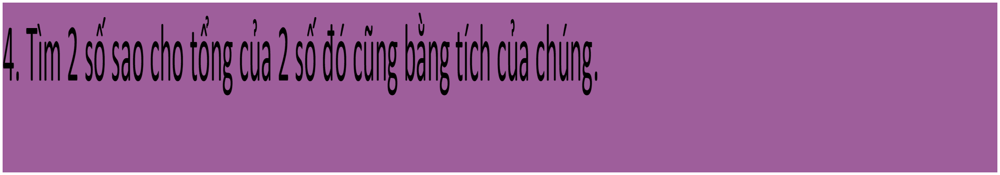 4. Tìm 2 số sao cho tổng của 2 số đó cũng bằng tích của chúng.